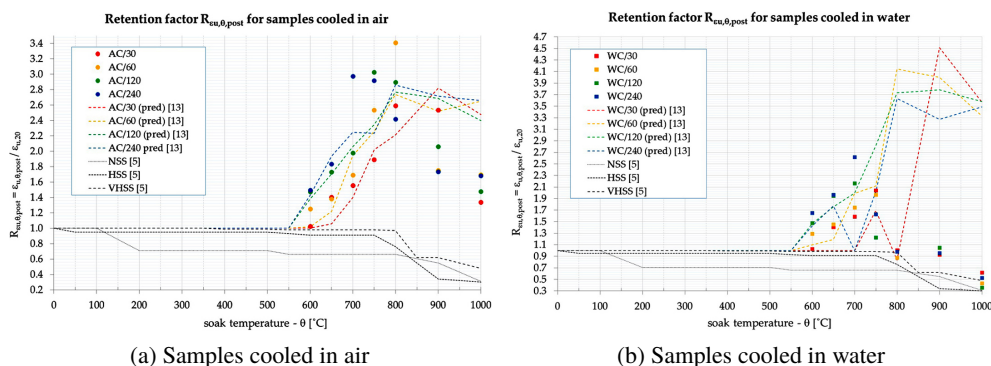 Retention factor Rεu,θ,post for samples cooled in air
Rεu,θ,post = εu,θ,post / εu,20
3.4
3.2
3.0
2.8
2.6
2.4
2.2
2.0
1.8
1.6
1.4
1.2
1.0
0.8
0.6
0.4
0.2
AC/30
AC/60
AC/120
AC/240
AC/30 (pred) [13]
AC/60 (pred) [13]
AC/120 (pred) [13]
AC/240 pred [13]
NSS [5]
HSS [5]
VHSS [5]
0 100 200 300 400 500 600 700 800 900 1000
soak temperature - θ [°C]
(a) Samples cooled in air
Retention factor Rεu,θ,post for samples cooled in water
Rεu,θ,post = εu,θ,post / εu,20
4.7
4.5
4.3
4.1
3.9
3.7
3.5
3.3
3.1
2.9
2.7
2.5
2.3
2.1
1.9
1.7
1.5
1.3
1.1
0.9
0.7
0.5
0.3
WC/30
WC/60
WC/120
WC/240
WC/30 (pred) [13]
WC/60 (pred) [13]
WC/120 (pred) [13]
WC/240 (pred) [13]
NSS [5]
HSS [5]
VHSS [5]
0 100 200 300 400 500 600 700 800 900 1000
soak temperature - θ [°C]
(b) Samples cooled in water